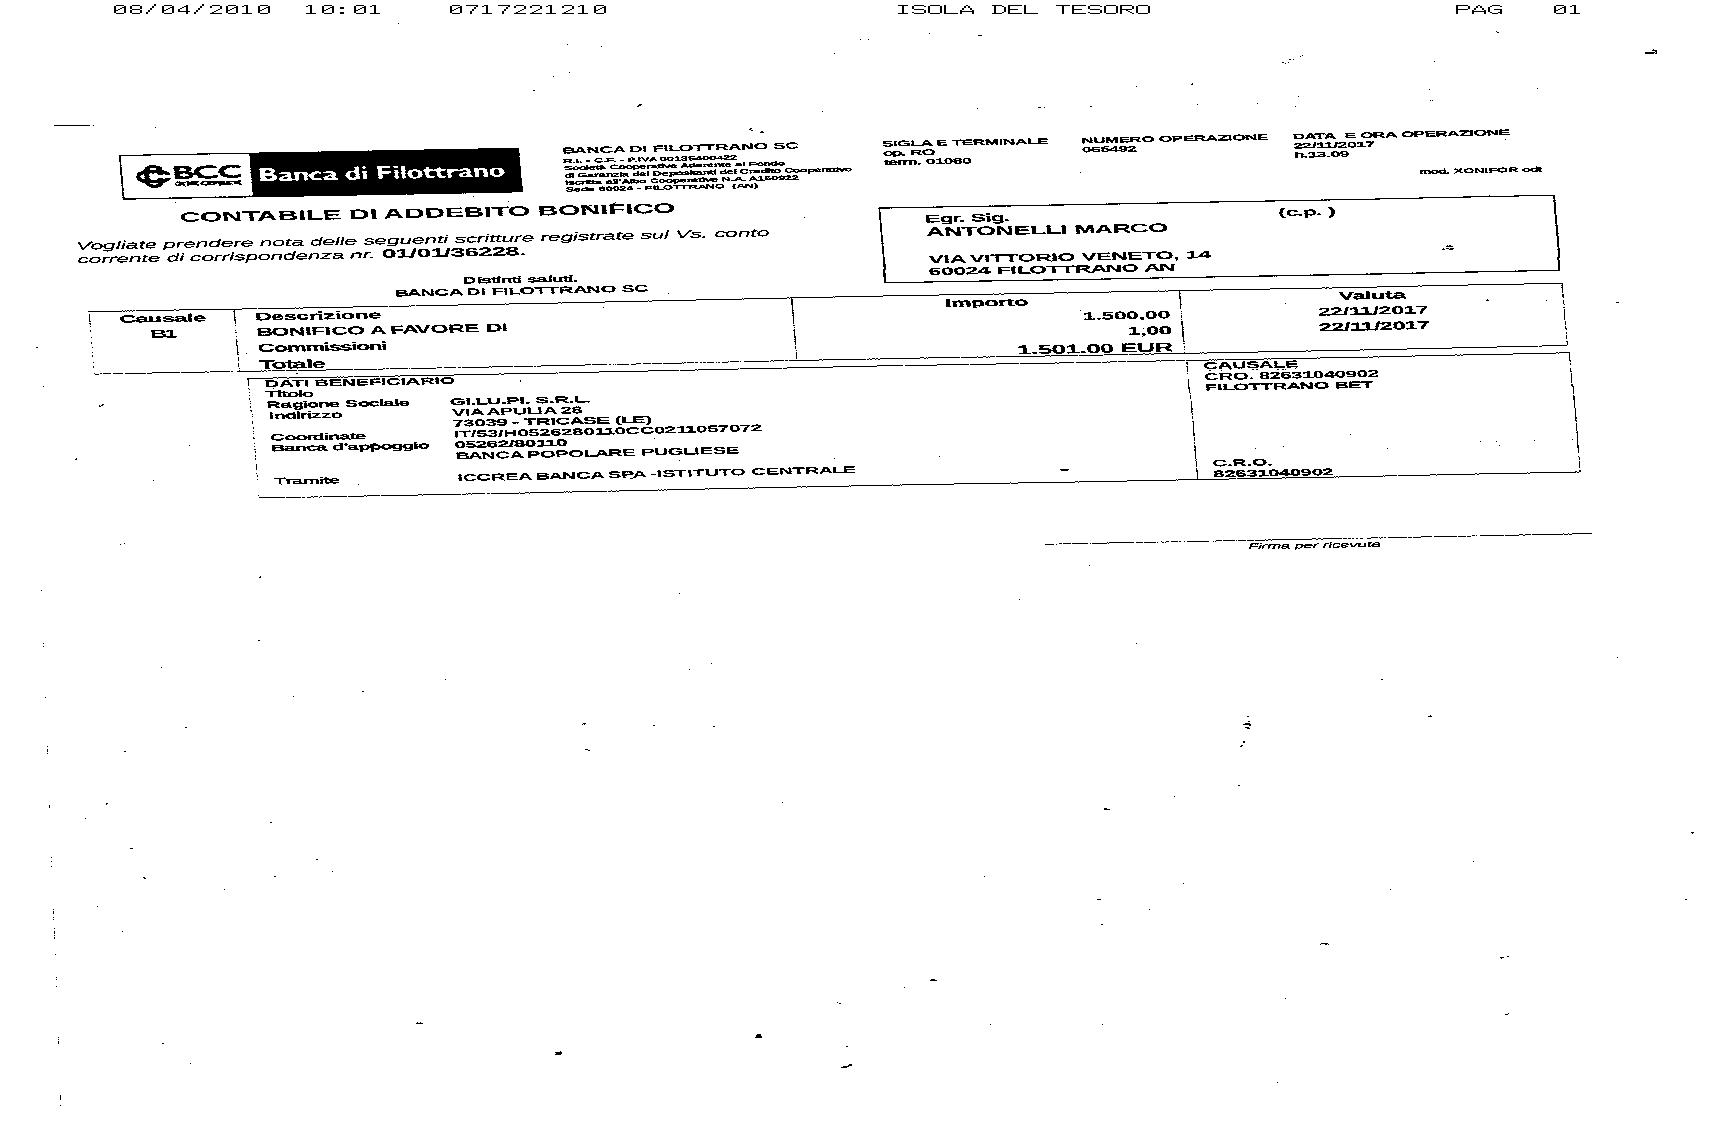 08/04/2010 10:01 0717221210 ISOLA DEL TESORO PAG 01
BCC Banca di Filottrano
BANCA DI FILOTTRANO SC
R.I. - C.F. - P.IVA 00136400422
Società Cooperativa Aderente al Fondo
di Garanzia dei Depositanti del Credito Cooperativo
Iscritta all'Albo Cooperative N.A. A160922
Sede 60024 - FILOTTRANO (AN)
SIGLA E TERMINALE
op. RO
term. 01060
NUMERO OPERAZIONE
055492
DATA E ORA OPERAZIONE
22/11/2017
h.13.09
mod. XONIFOR odt
CONTABILE DI ADDEBITO BONIFICO
Vogliate prendere nota delle seguenti scritture registrate sul Vs. conto
corrente di corrispondenza nr. 01/01/36228.
Distinti saluti.
BANCA DI FILOTTRANO SC
Egr. Sig. (c.p. )
ANTONELLI MARCO
VIA VITTORIO VENETO, 14
60024 FILOTTRANO AN
Causale Descrizione Importo Valuta
B1 BONIFICO A FAVORE DI 1.500,00 22/11/2017
Commissioni 1,00 22/11/2017
Totale 1.501.00 EUR
DATI BENEFICIARIO
Titolo
Ragione Sociale GI.LU.PI. S.R.L.
Indirizzo VIA APULIA 28
73039 - TRICASE (LE)
Coordinate IT/53/H0526280110CC0211057072
Banca d'appoggio 05262/80110
BANCA POPOLARE PUGLIESE
Tramite ICCREA BANCA SPA -ISTITUTO CENTRALE
CAUSALE
CRO. 82631040902
FILOTTRANO BET
C.R.O.
82631040902
Firma per ricevuta